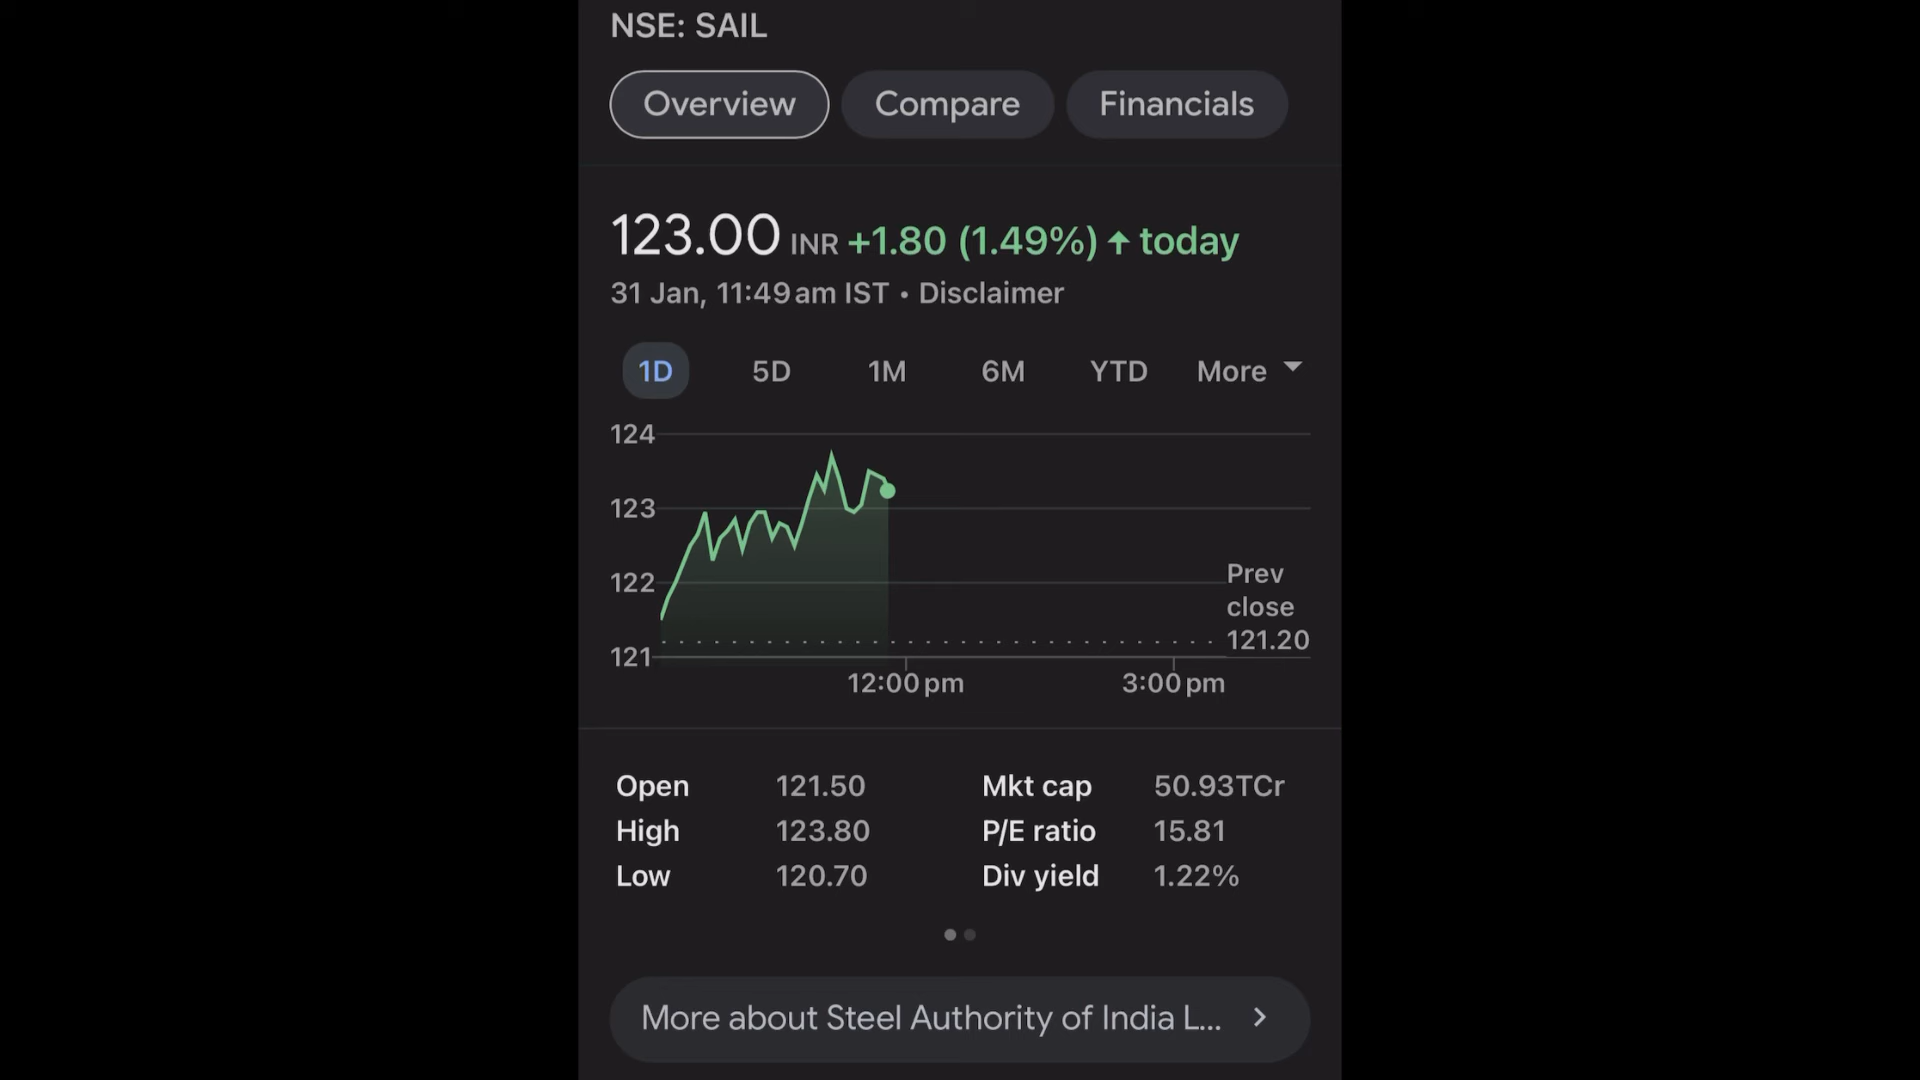 NSE: SAIL
Overview Compare Financials
123.00 INR +1.80 (1.49%) ↑ today
31 Jan, 11:49 am IST • Disclaimer
1D 5D 1M 6M YTD More
124
123
122
121
Prev
close
121.20
12:00 pm 3:00 pm
Open 121.50 Mkt cap 50.93TCr
High 123.80 P/E ratio 15.81
Low 120.70 Div yield 1.22%
More about Steel Authority of India L...